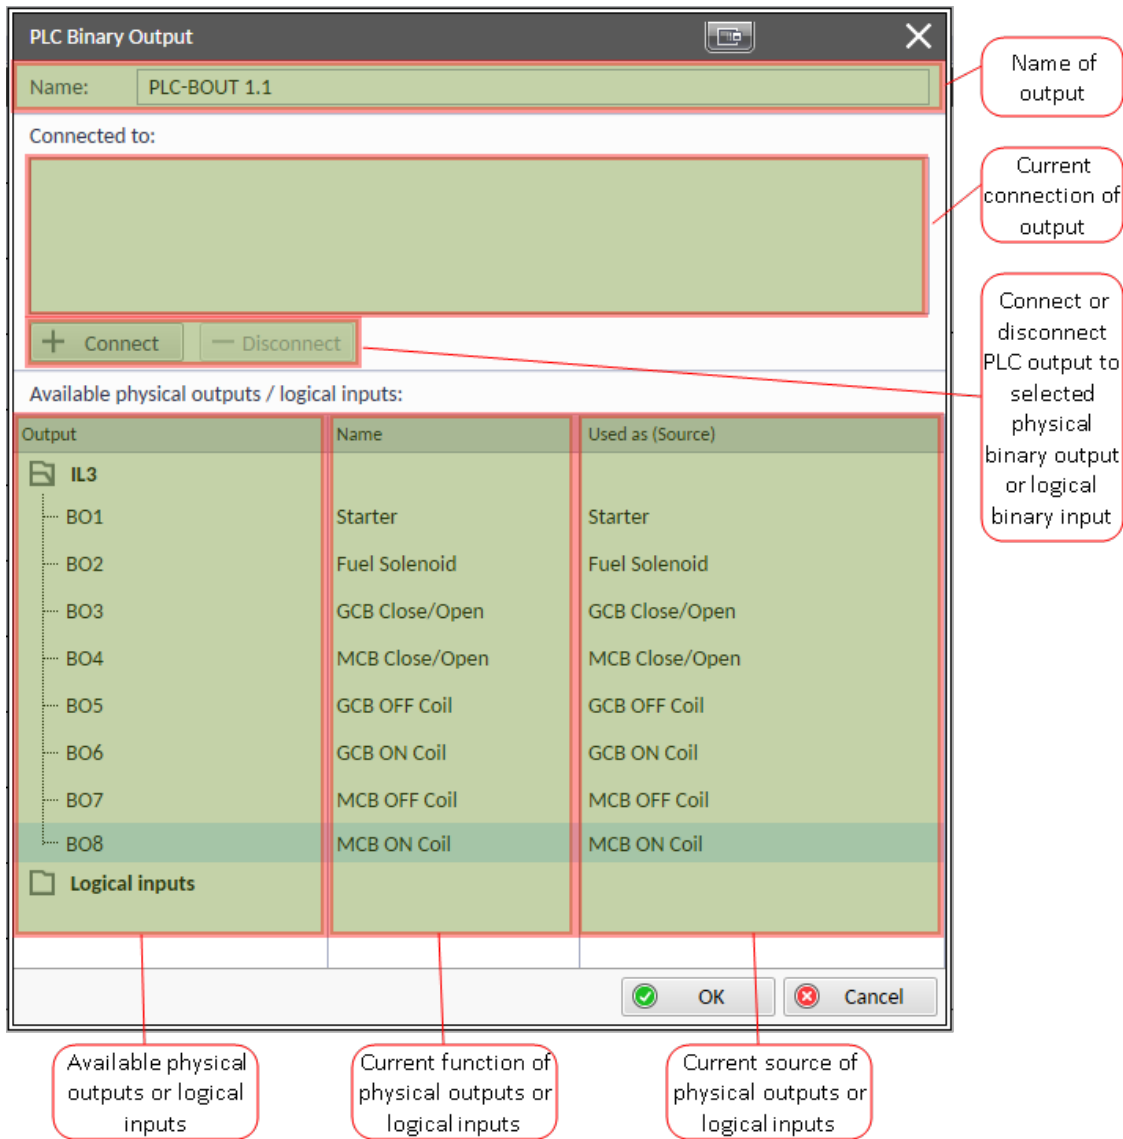 PLC Binary Output
Name: PLC-BOUT 1.1
Name of
output
Connected to:
Current
connection of
output
Connect Disconnect
Connect or
disconnect
PLC output to
selected
physical
binary output
or logical
binary input
Available physical outputs / logical inputs:
Output Name Used as (Source)
IL3
BO1 Starter Starter
BO2 Fuel Solenoid Fuel Solenoid
BO3 GCB Close/Open GCB Close/Open
BO4 MCB Close/Open MCB Close/Open
BO5 GCB OFF Coil GCB OFF Coil
BO6 GCB ON Coil GCB ON Coil
BO7 MCB OFF Coil MCB OFF Coil
BO8 MCB ON Coil MCB ON Coil
Logical inputs
OK Cancel
Available physical
outputs or logical
inputs
Current function of
physical outputs or
logical inputs
Current source of
physical outputs or
logical inputs